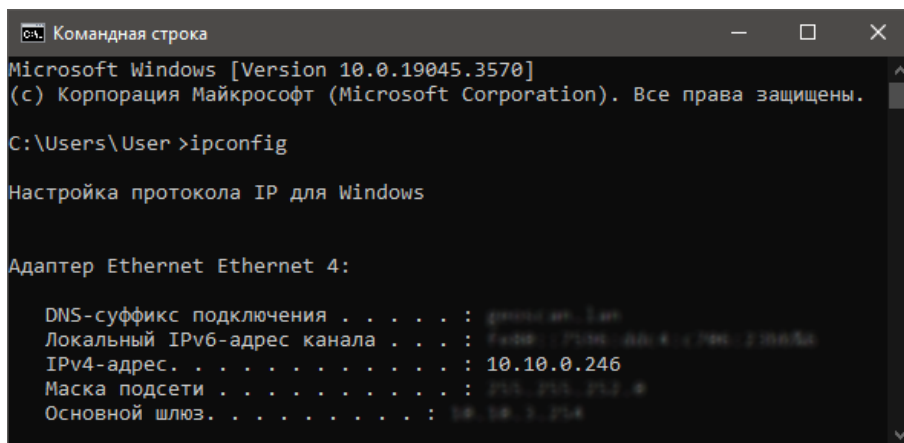 Командная строка
Microsoft Windows [Version 10.0.19045.3570]
(c) Корпорация Майкрософт (Microsoft Corporation). Все права защищены.
C:\Users\User>ipconfig
Настройка протокола IP для Windows
Адаптер Ethernet Ethernet 4:
DNS-суффикс подключения . . . . . :
Локальный IPv6-адрес канала . . . :
IPv4-адрес. . . . . . . . . . . . : 10.10.0.246
Маска подсети . . . . . . . . . . :
Основной шлюз. . . . . . . . . :